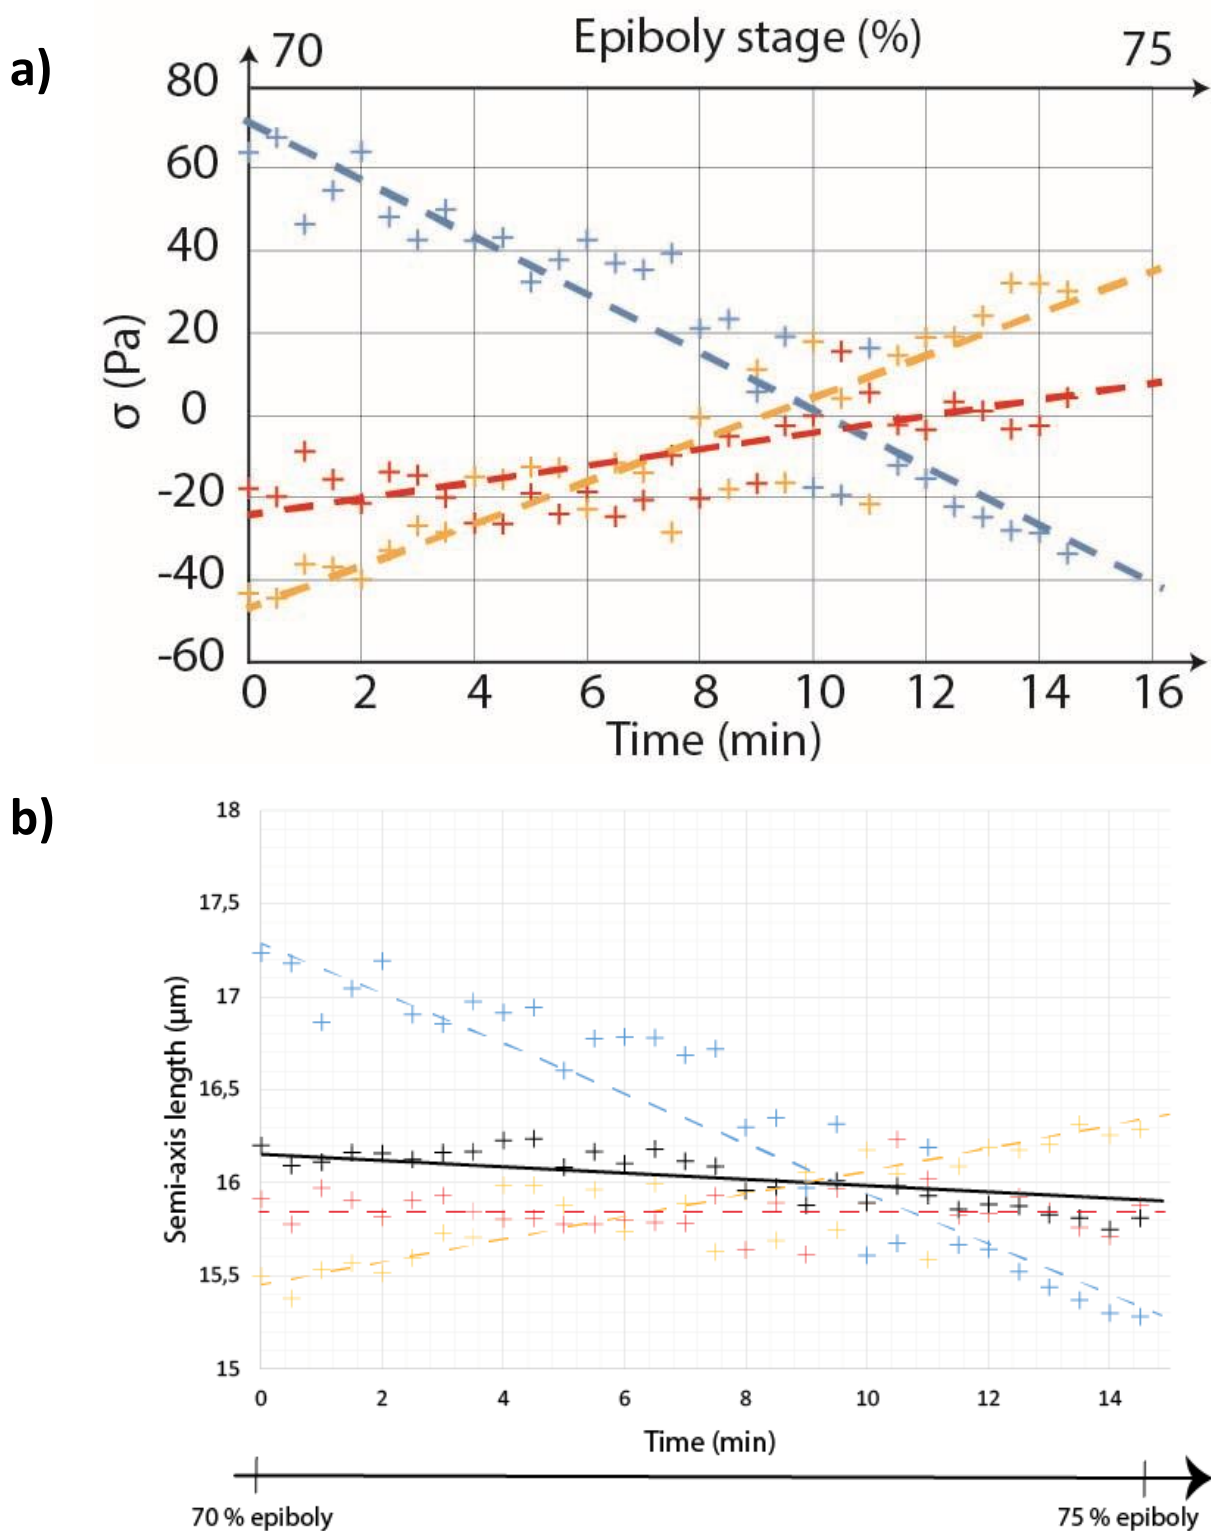 a)
70 Epiboly stage (%) 75
80
60
40
20
0
-20
-40
-60
σ (Pa)
0 2 4 6 8 10 12 14 16
Time (min)
b)
18
17,5
17
16,5
16
15,5
15
Semi-axis length (µm)
0 2 4 6 8 10 12 14
Time (min)
70 % epiboly 75 % epiboly